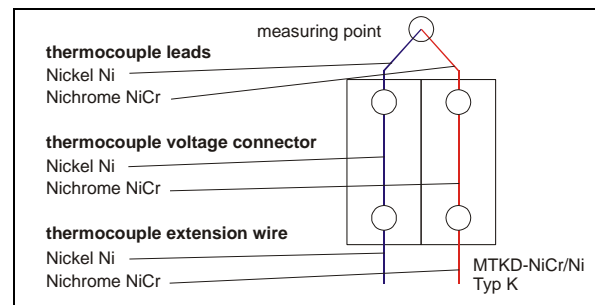 measuring point
thermocouple leads
Nickel Ni
Nichrome NiCr
thermocouple voltage connector
Nickel Ni
Nichrome NiCr
thermocouple extension wire
Nickel Ni
Nichrome NiCr
MTKD-NiCr/Ni
Typ K